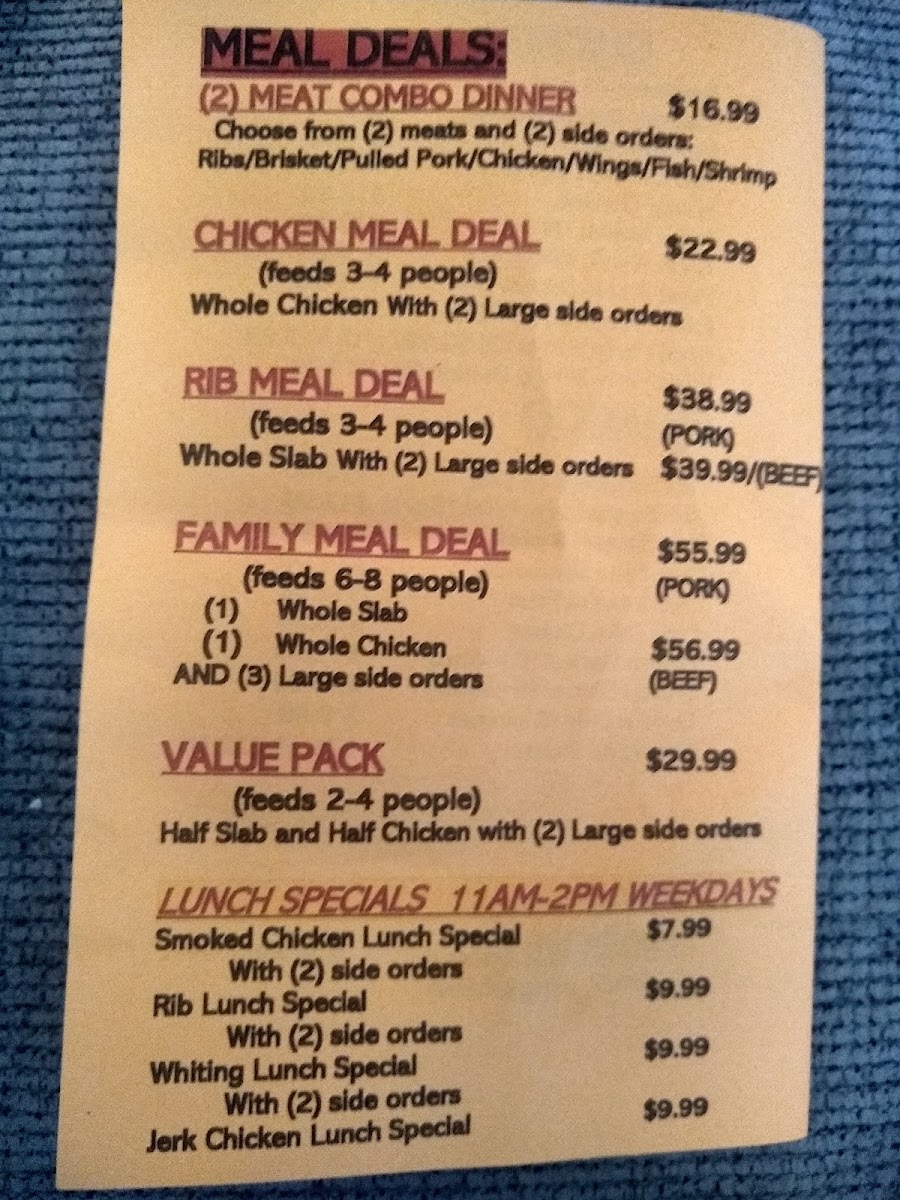 MEAL DEALS:
(2) MEAT COMBO DINNER $16.99
Choose from (2) meats and (2) side orders:
Ribs/Brisket/Pulled Pork/Chicken/Wings/Fish/Shrimp
CHICKEN MEAL DEAL $22.99
(feeds 3-4 people)
Whole Chicken With (2) Large side orders
RIB MEAL DEAL $38.99
(feeds 3-4 people) (PORK)
Whole Slab With (2) Large side orders $39.99/(BEEF)
FAMILY MEAL DEAL $55.99
(feeds 6-8 people) (PORK)
(1) Whole Slab
(1) Whole Chicken $56.99
AND (3) Large side orders (BEEF)
VALUE PACK $29.99
(feeds 2-4 people)
Half Slab and Half Chicken with (2) Large side orders
LUNCH SPECIALS 11AM-2PM WEEKDAYS
Smoked Chicken Lunch Special $7.99
With (2) side orders
Rib Lunch Special $9.99
With (2) side orders
Whiting Lunch Special $9.99
With (2) side orders
Jerk Chicken Lunch Special $9.99